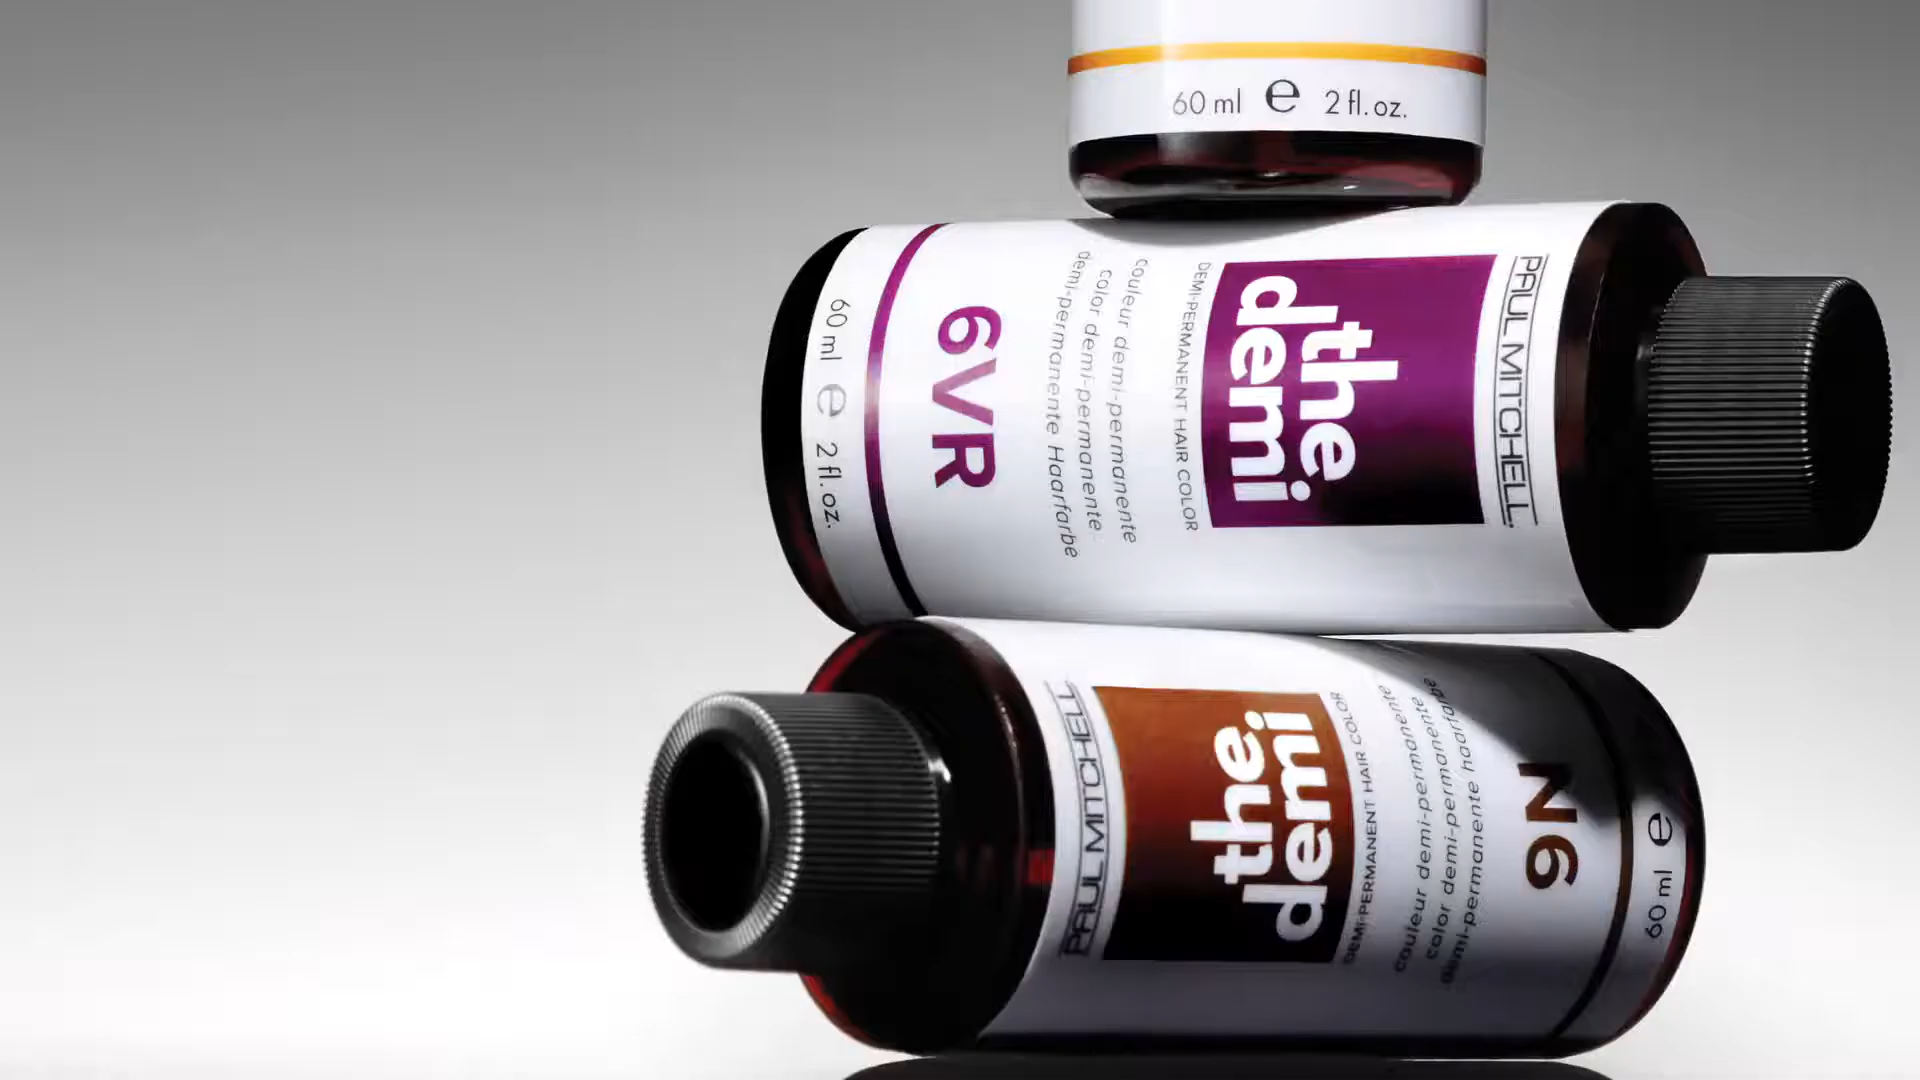 60 ml e 2 fl. oz.
PAUL MITCHELL.
the
demi
DEMI-PERMANENT HAIR COLOR
Couleur demi-permanente
color demi-permanente
demi-permanente Haarfarbe
6VR
60 ml e 2 fl. oz.
PAUL MITCHELL
the
demi
DEMI-PERMANENT HAIR COLOR
couleur demi-permanente
color demi-permanente
demi-permanente haarfarbe
9N
60 ml e